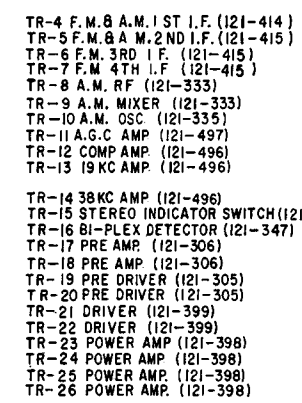 TR-4 F.M.& A.M.1 ST I.F. (121-414)
TR-5 F.M.& A M.2ND I.F. (121-415)
TR-6 F.M. 3RD I F. (121-415)
TR-7 F.M 4TH I.F (121-415)
TR-8 A.M. RF (121-333)
TR-9 A.M. MIXER (121-333)
TR-10 A.M. OSC. (121-335)
TR-11 A.G.C AMP (121-497)
TR-12 COMP AMP. (121-496)
TR-13 19 KC AMP. (121-496)
TR-14 38 KC AMP (121-496)
TR-15 STEREO INDICATOR SWITCH (121
TR-16 BI-PLEX DETECTOR (121-347)
TR-17 PRE AMP. (121-306)
TR-18 PRE AMP. (121-306)
TR-19 PRE DRIVER (121-305)
TR-20 PRE DRIVER (121-305)
TR-21 DRIVER (121-399)
TR-22 DRIVER (121-399)
TR-23 POWER AMP (121-398)
TR-24 POWER AMP (121-398)
TR-25 POWER AMP. (121-398)
TR-26 POWER AMP. (121-398)